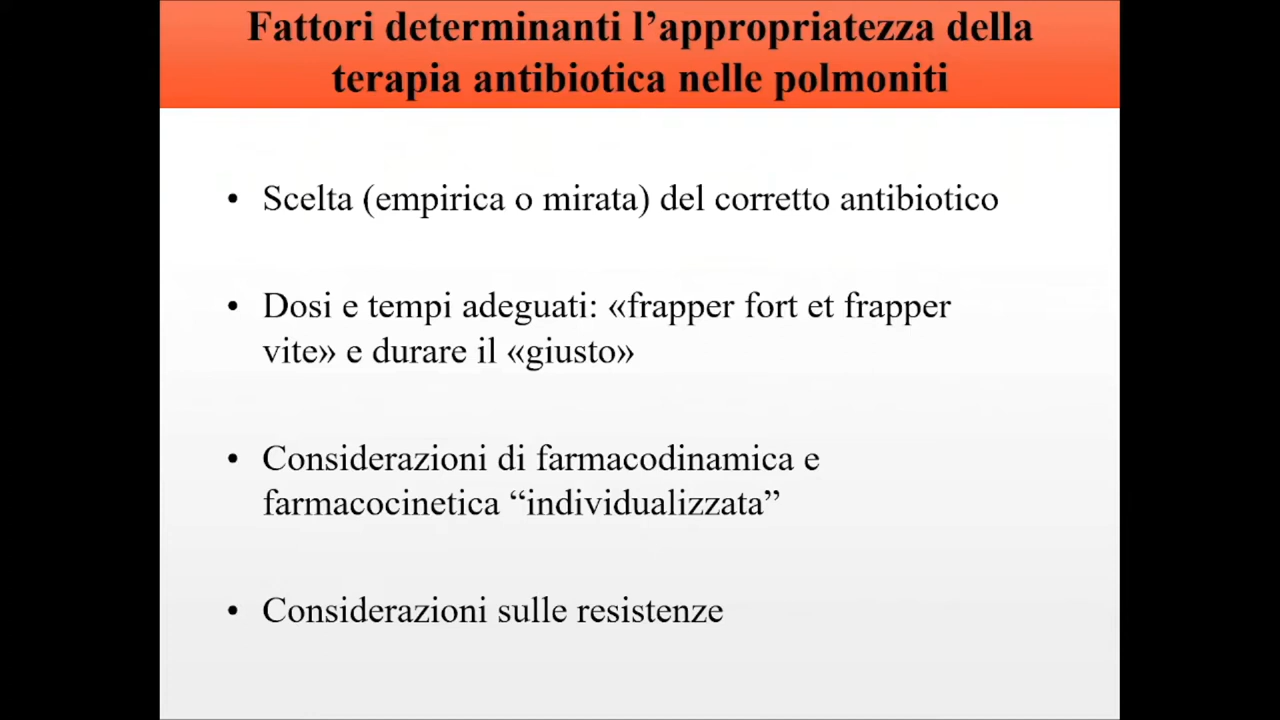 Fattori determinanti l’appropriatezza della
terapia antibiotica nelle polmoniti
• Scelta (empirica o mirata) del corretto antibiotico
• Dosi e tempi adeguati: «frapper fort et frapper
vite» e durare il «giusto»
• Considerazioni di farmacodinamica e
farmacocinetica “individualizzata”
• Considerazioni sulle resistenze